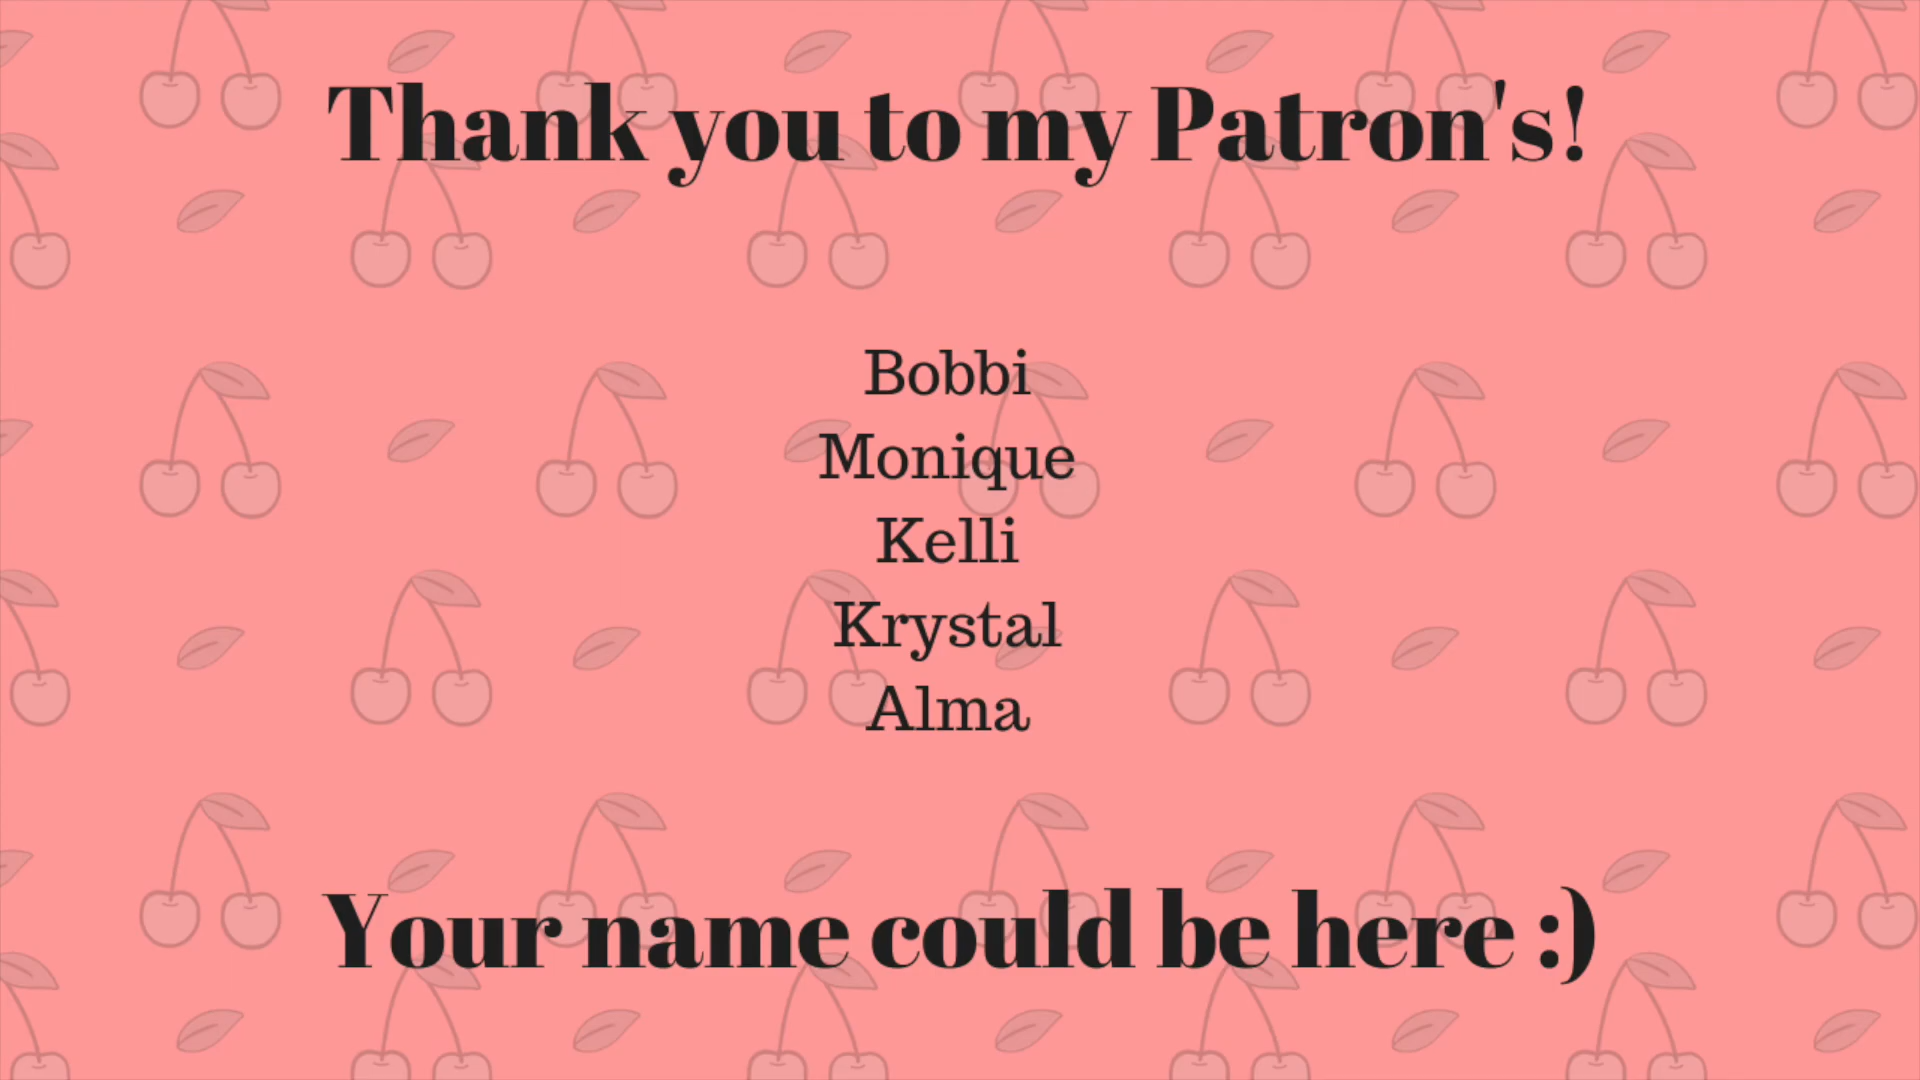 Thank you to my Patron's!
Bobbi
Monique
Kelli
Krystal
Alma
Your name could be here :)